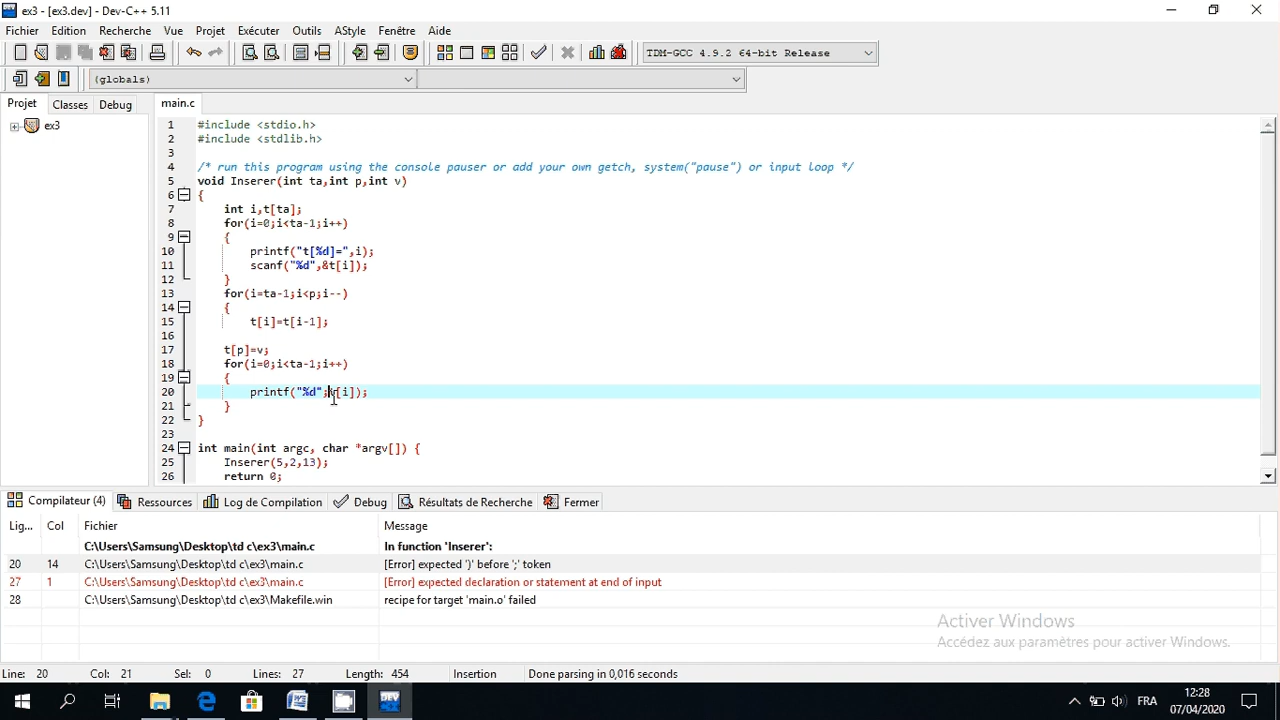 ex3 - [ex3.dev] - Dev-C++ 5.11
Fichier Edition Recherche Vue Projet Exécuter Outils AStyle Fenêtre Aide
TDM-GCC 4.9.2 64-bit Release
(globals)
Projet Classes Debug main.c
ex3
1 #include <stdio.h>
2 #include <stdlib.h>
3
4 /* run this program using the console pauser or add your own getch, system("pause") or input loop */
5 void Inserer(int ta,int p,int v)
6 {
7 int i,t[ta];
8 for(i=0;i<ta-1;i++)
9 {
10 printf("t[%d]=",i);
11 scanf("%d",&t[i]);
12 }
13 for(i=ta-1;i<p;i--)
14 {
15 t[i]=t[i-1];
16
17 t[p]=v;
18 for(i=0;i<ta-1;i++)
19 {
20 printf("%d"; [i]);
21 }
22 }
23
24 int main(int argc, char *argv[]) {
25 Inserer(5,2,13);
26 return 0;
Compilateur (4) Ressources Log de Compilation Debug Résultats de Recherche Fermer
Lig... Col Fichier Message
C:\Users\Samsung\Desktop\td c\ex3\main.c In function 'Inserer':
20 14 C:\Users\Samsung\Desktop\td c\ex3\main.c [Error] expected ')' before ';' token
27 1 C:\Users\Samsung\Desktop\td c\ex3\main.c [Error] expected declaration or statement at end of input
28 C:\Users\Samsung\Desktop\td c\ex3\Makefile.win recipe for target 'main.o' failed
Activer Windows
Accédez aux paramètres pour activer Windows.
Line: 20 Col: 21 Sel: 0 Lines: 27 Length: 454 Insertion Done parsing in 0,016 seconds
DEV FRA 12:28
07/04/2020